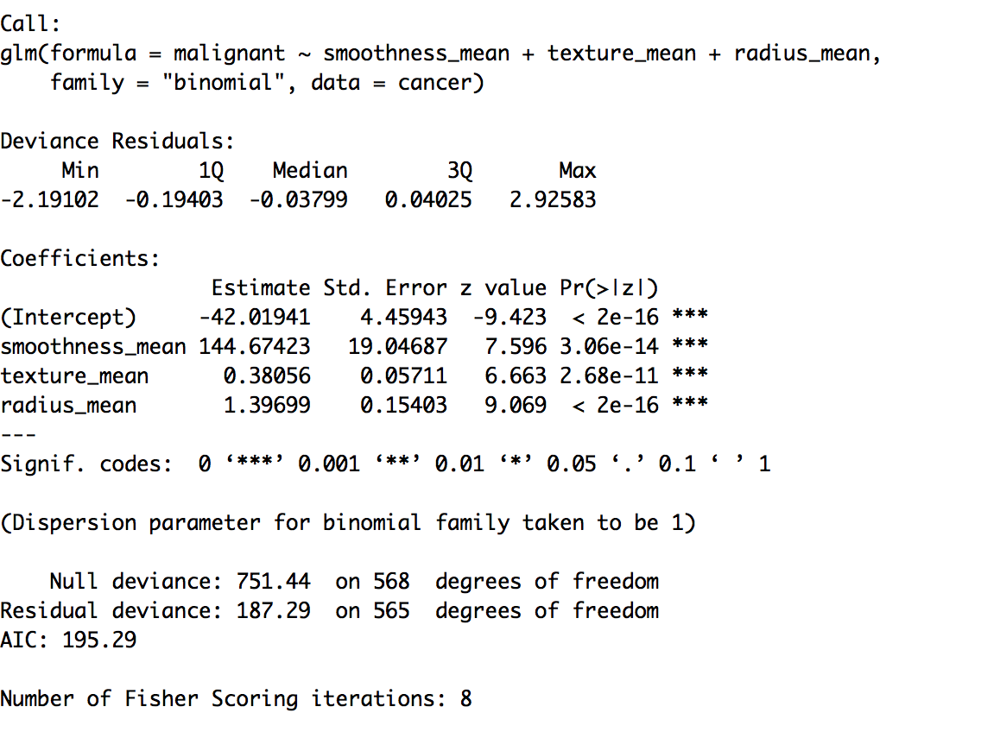 Call:
glm(formula = malignant ~ smoothness_mean + texture_mean + radius_mean,
    family = "binomial", data = cancer)
Deviance Residuals:
     Min        1Q    Median        3Q       Max
-2.19102  -0.19403  -0.03799   0.04025   2.92583
Coefficients:
                 Estimate Std. Error z value Pr(>|z|)
(Intercept)     -42.01941    4.45943  -9.423  < 2e-16 ***
smoothness_mean 144.67423   19.04687   7.596 3.06e-14 ***
texture_mean      0.38056    0.05711   6.663 2.68e-11 ***
radius_mean       1.39699    0.15403   9.069  < 2e-16 ***
---
Signif. codes:  0 ‘***’ 0.001 ‘**’ 0.01 ‘*’ 0.05 ‘.’ 0.1 ‘ ’ 1
(Dispersion parameter for binomial family taken to be 1)
    Null deviance: 751.44  on 568  degrees of freedom
Residual deviance: 187.29  on 565  degrees of freedom
AIC: 195.29
Number of Fisher Scoring iterations: 8